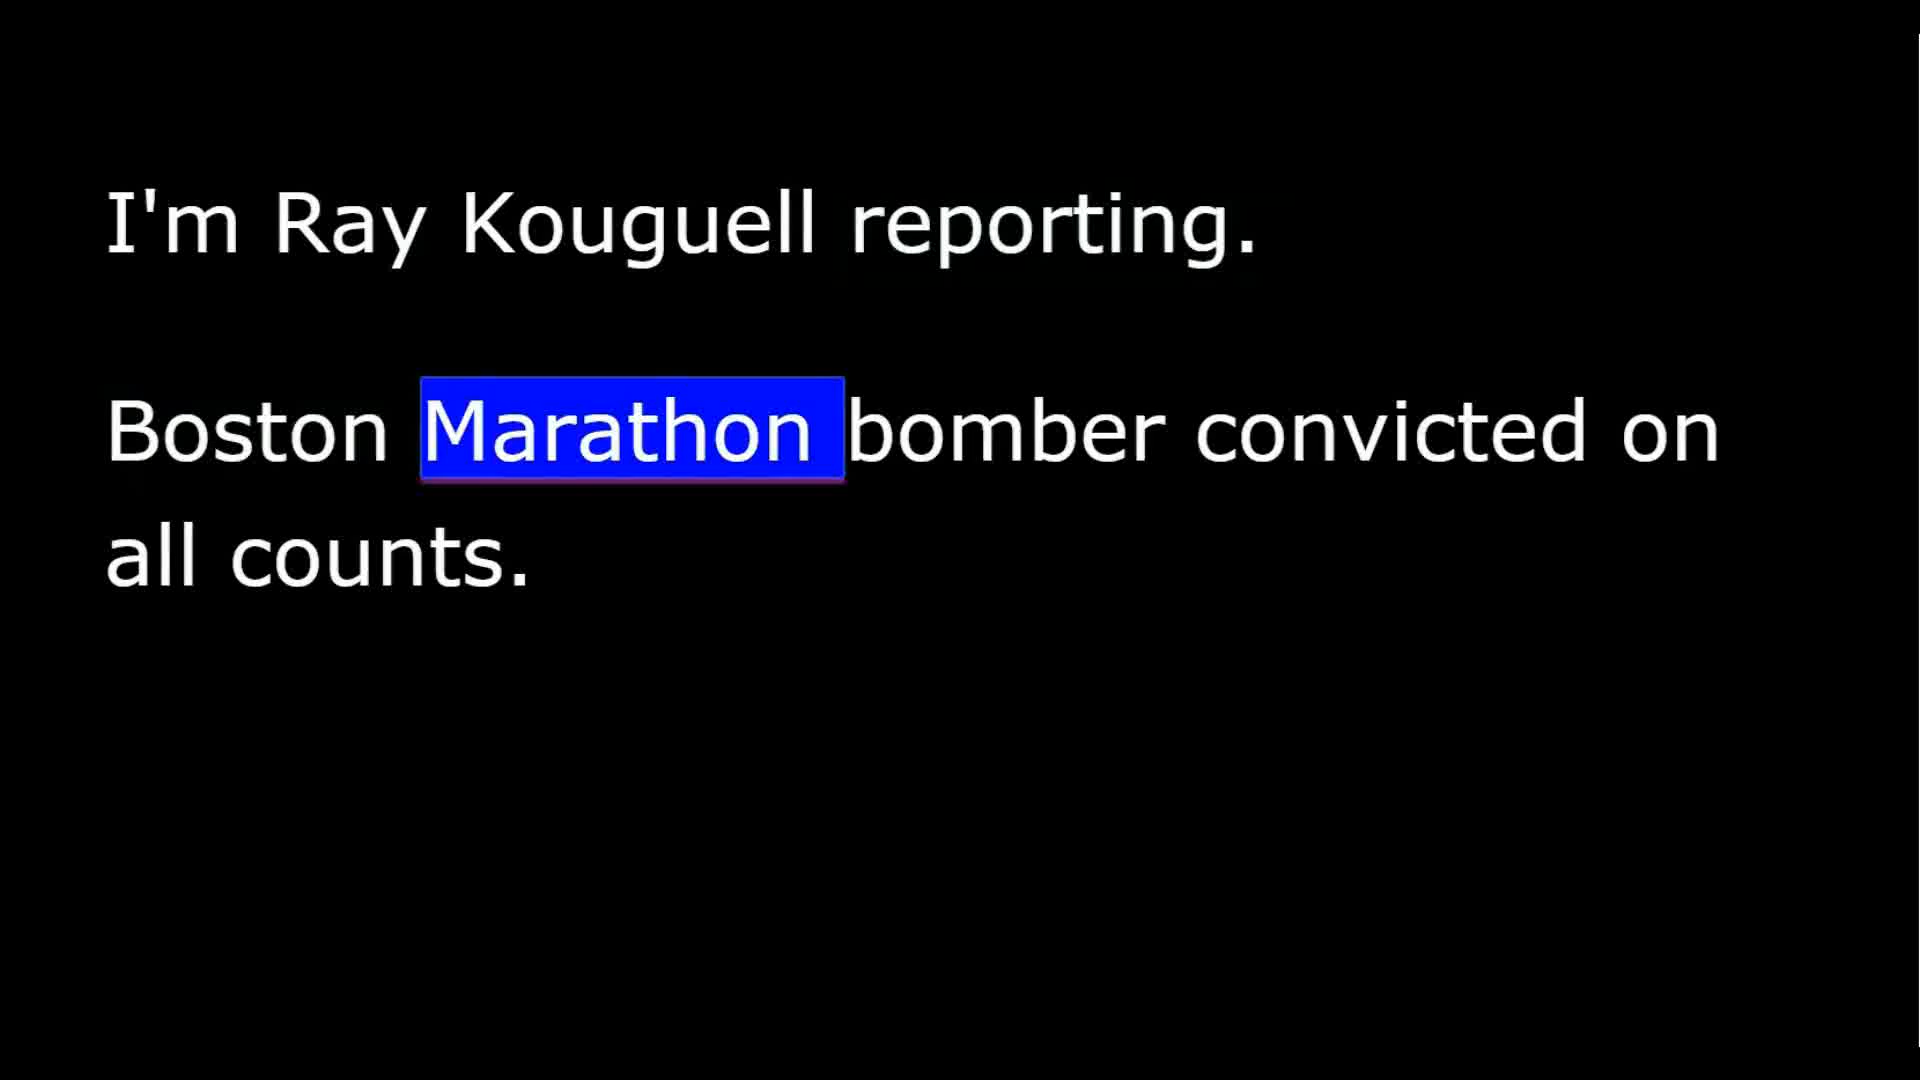 I'm Ray Kouguell reporting.
Boston Marathon bomber convicted on
all counts.